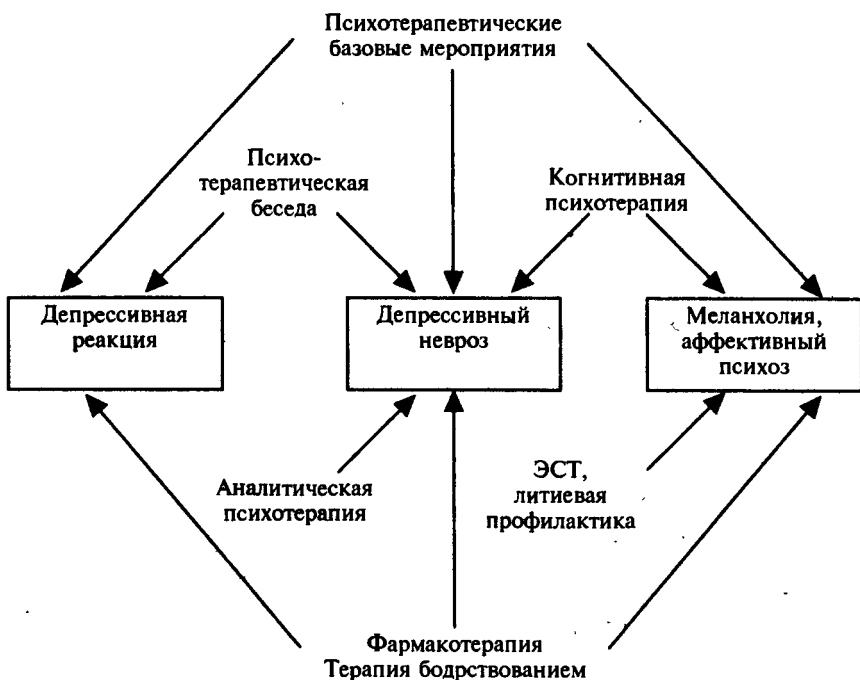 Психотерапевтические
базовые мероприятия
Психо-
терапевтическая
беседа
Когнитивная
психотерапия
Депрессивная
реакция
Депрессивный
невроз
Меланхолия,
аффективный
психоз
Аналитическая
психотерапия
ЭСТ,
литиевая
профилактика
Фармакотерапия
Терапия бодрствованием